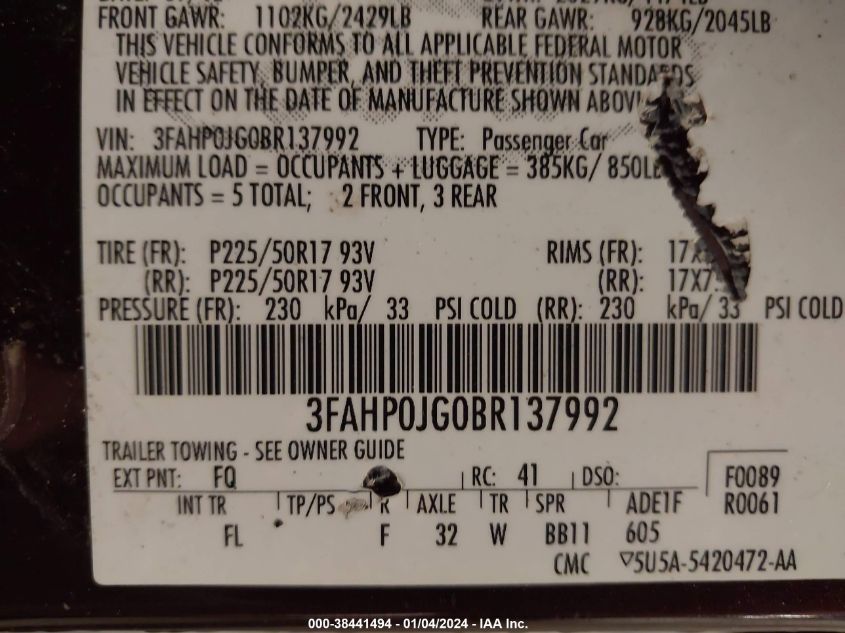 FRONT GAWR: 1102KG/2429LB REAR GAWR: 928KG/2045LB
THIS VEHICLE CONFORMS TO ALL APPLICABLE FEDERAL MOTOR
VEHICLE SAFETY, BUMPER, AND THEFT PREVENTION STANDARDS
IN EFFECT ON THE DATE OF MANUFACTURE SHOWN ABOV
VIN: 3FAHP0JG0BR137992 TYPE: Passenger Car
MAXIMUM LOAD = OCCUPANTS + LUGGAGE = 385KG/ 850LB
OCCUPANTS = 5 TOTAL; 2 FRONT, 3 REAR
TIRE (FR): P225/50R17 93V RIMS (FR): 17X
(RR): P225/50R17 93V (RR): 17X7
PRESSURE (FR): 230 kPa/ 33 PSI COLD (RR): 230 kPa/ 33 PSI COLD
3FAHP0JG0BR137992
TRAILER TOWING - SEE OWNER GUIDE
EXT PNT: FQ RC: 41 DSO: F0089
INT TR TP/PS R AXLE TR SPR ADE1F R0061
FL F 32 W BB11 605
CMC ▽5U5A-5420472-AA
000-38441494 - 01/04/2024 - IAA Inc.